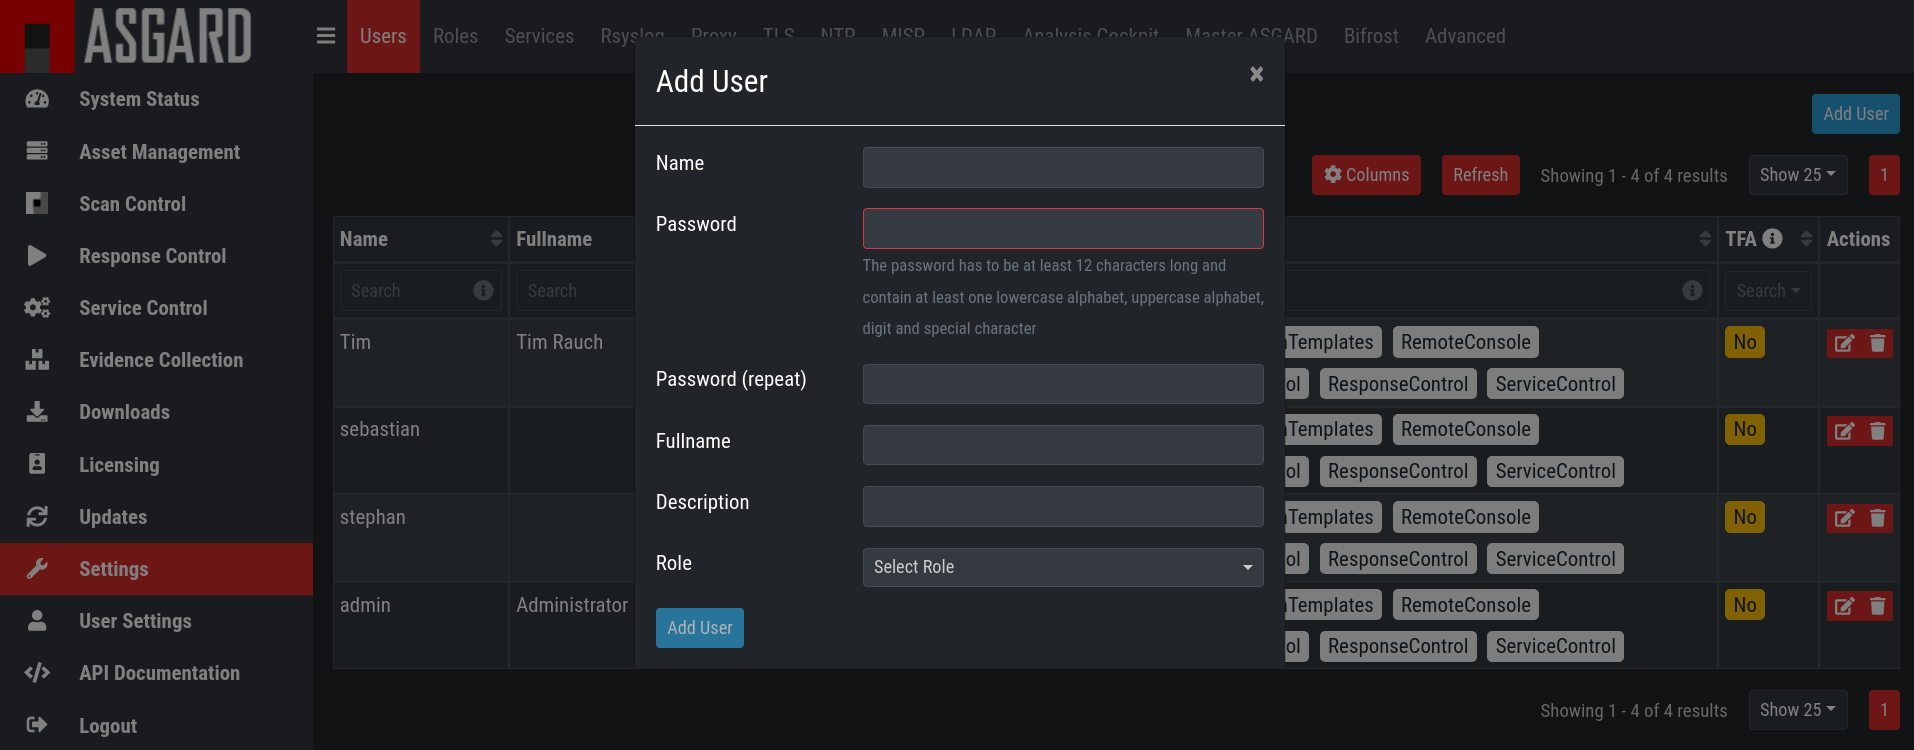 ASGARD
Users Roles Services Rsyslog Proxy TLS NTP MISP LDAP Analysis Cockpit Master ASGARD Bifrost Advanced
System Status
Asset Management
Scan Control
Response Control
Service Control
Evidence Collection
Downloads
Licensing
Updates
Settings
User Settings
API Documentation
Logout
Add User
Columns Refresh Showing 1 - 4 of 4 results Show 25 1
Name Fullname TFA Actions
Search Search Search
Tim Tim Rauch Templates RemoteConsole No
ol ResponseControl ServiceControl
sebastian Templates RemoteConsole No
ol ResponseControl ServiceControl
stephan Templates RemoteConsole No
ol ResponseControl ServiceControl
admin Administrator Templates RemoteConsole No
ol ResponseControl ServiceControl
Showing 1 - 4 of 4 results Show 25 1
Add User ×
Name
Password
The password has to be at least 12 characters long and
contain at least one lowercase alphabet, uppercase alphabet,
digit and special character
Password (repeat)
Fullname
Description
Role Select Role
Add User